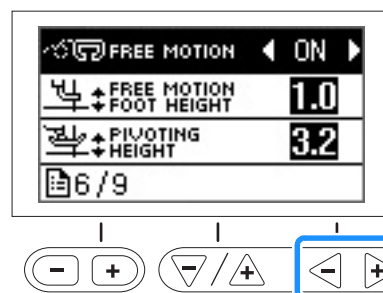 FREE MOTION ON
FREE MOTION
FOOT HEIGHT 1.0
PIVOTING
HEIGHT 3.2
6/9
- + - / + - +